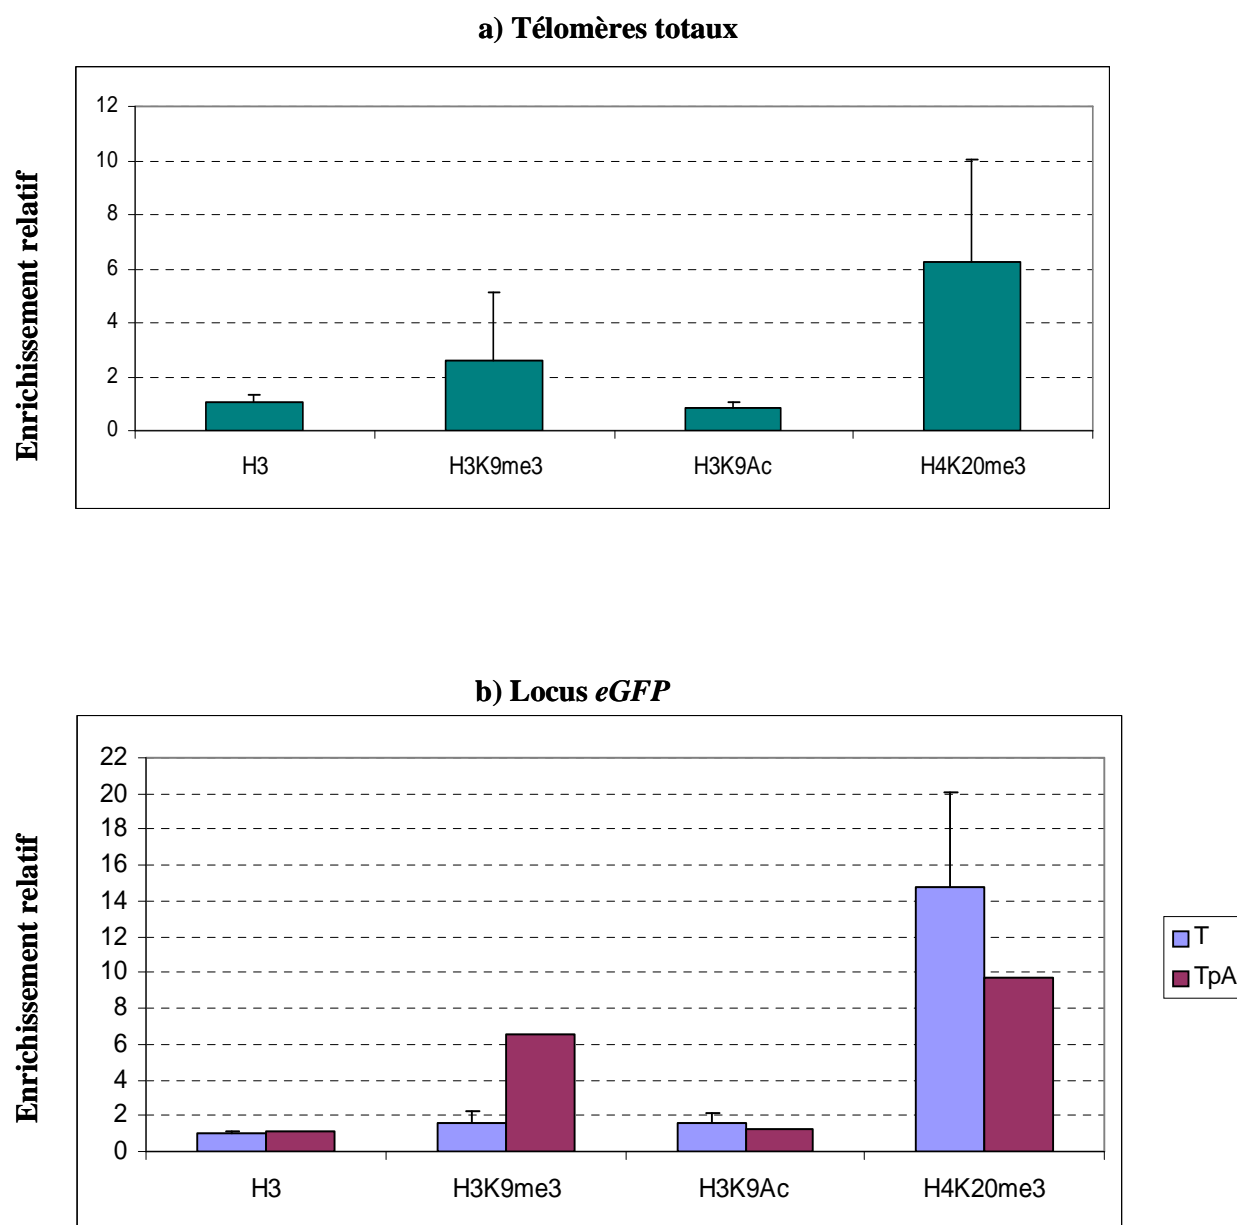 a) Télomères totaux
Enrichissement relatif
12
10
8
6
4
2
0
H3 H3K9me3 H3K9Ac H4K20me3
b) Locus eGFP
Enrichissement relatif
22
20
18
16
14
12
10
8
6
4
2
0
H3 H3K9me3 H3K9Ac H4K20me3
T
TpA